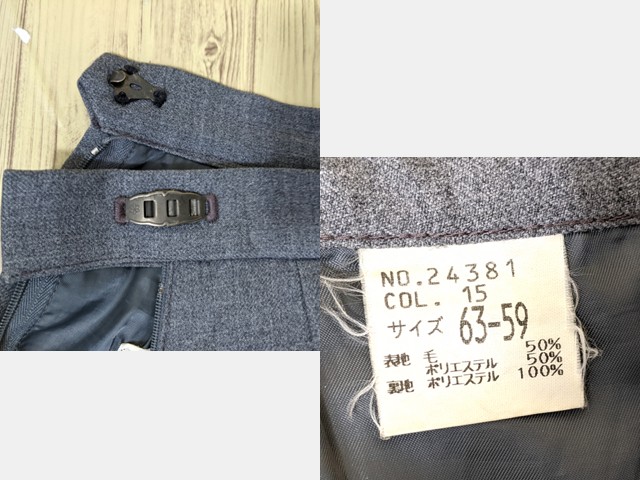 NO.24381
COL. 15
サイズ 63-59
表地 毛 50%
ポリエステル 50%
裏地 ポリエステル 100%